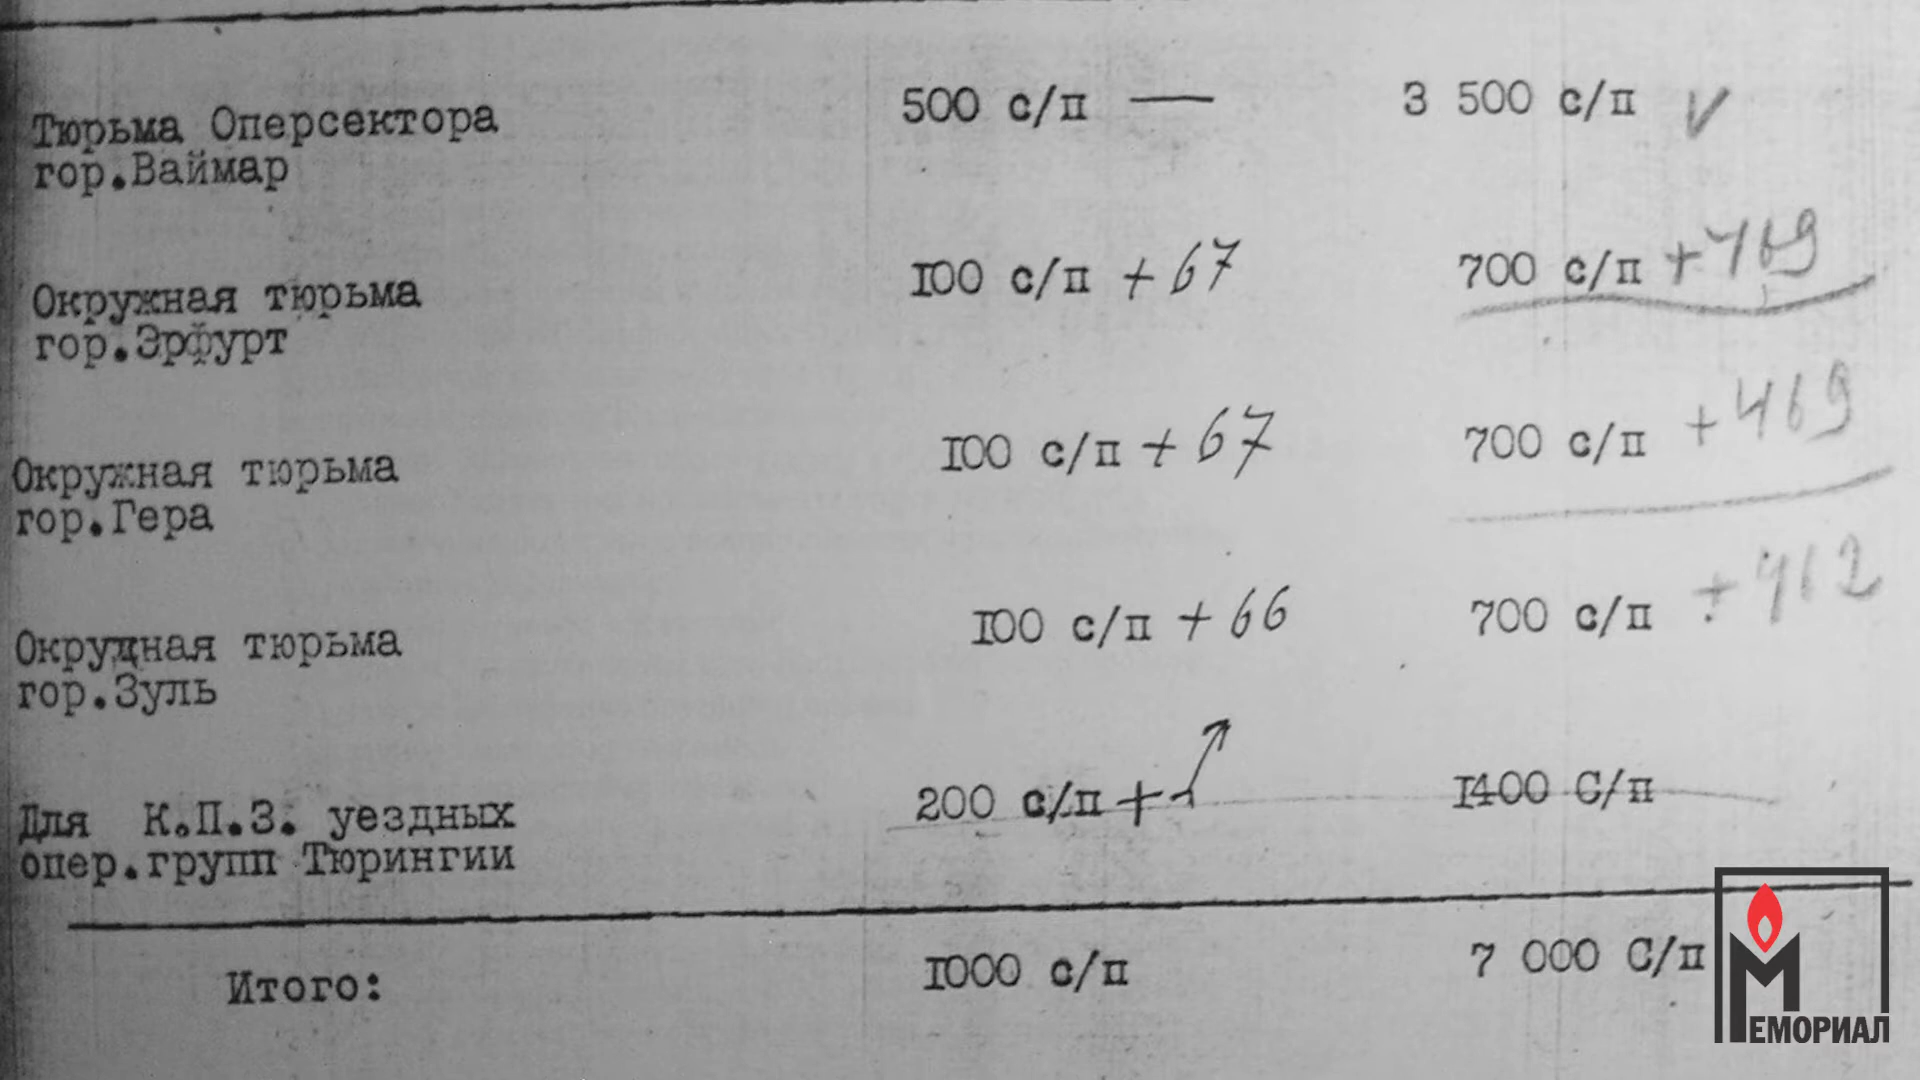 Тюрьма Оперсектора 500 с/п — 3 500 с/п V
гор.Ваймар
Окружная тюрьма 100 с/п + 67 700 с/п + 469
гор.Эрфурт
Окружная тюрьма 100 с/п + 67 700 с/п + 469
гор.Гера
Окрудная тюрьма 100 с/п + 66 700 с/п + 462
гор.Зуль
Для К.П.З. уездных 200 с/п + 1400 С/п
опер.групп Тюрингии
Итого: 1000 с/п 7 000 С/п
МЕМОРИАЛ